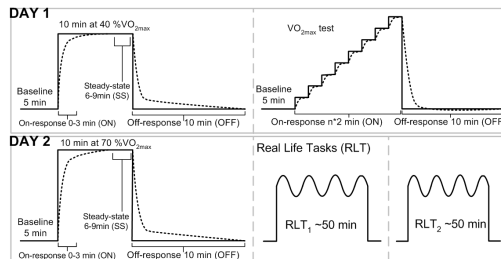 DAY 1
10 min at 40 %VO2max
Baseline
5 min
Steady-state
6-9min (SS)
On-response 0-3 min (ON)
Off-response 10 min (OFF)
VO2max test
Baseline
5 min
On-response n*2 min (ON)
Off-response 10 min (OFF)
DAY 2
10 min at 70 %VO2max
Baseline
5 min
Steady-state
6-9min (SS)
On-response 0-3 min (ON)
Off-response 10 min (OFF)
Real Life Tasks (RLT)
RLT1 ~50 min
RLT2 ~50 min